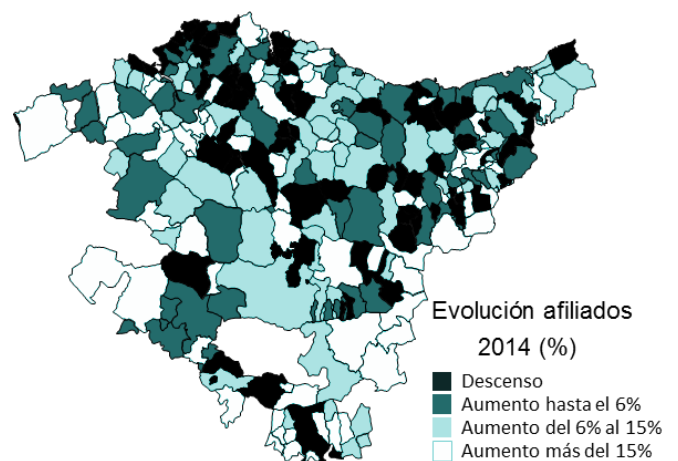 Evolución afiliados
2014 (%)
Descenso
Aumento hasta el 6%
Aumento del 6% al 15%
Aumento más del 15%